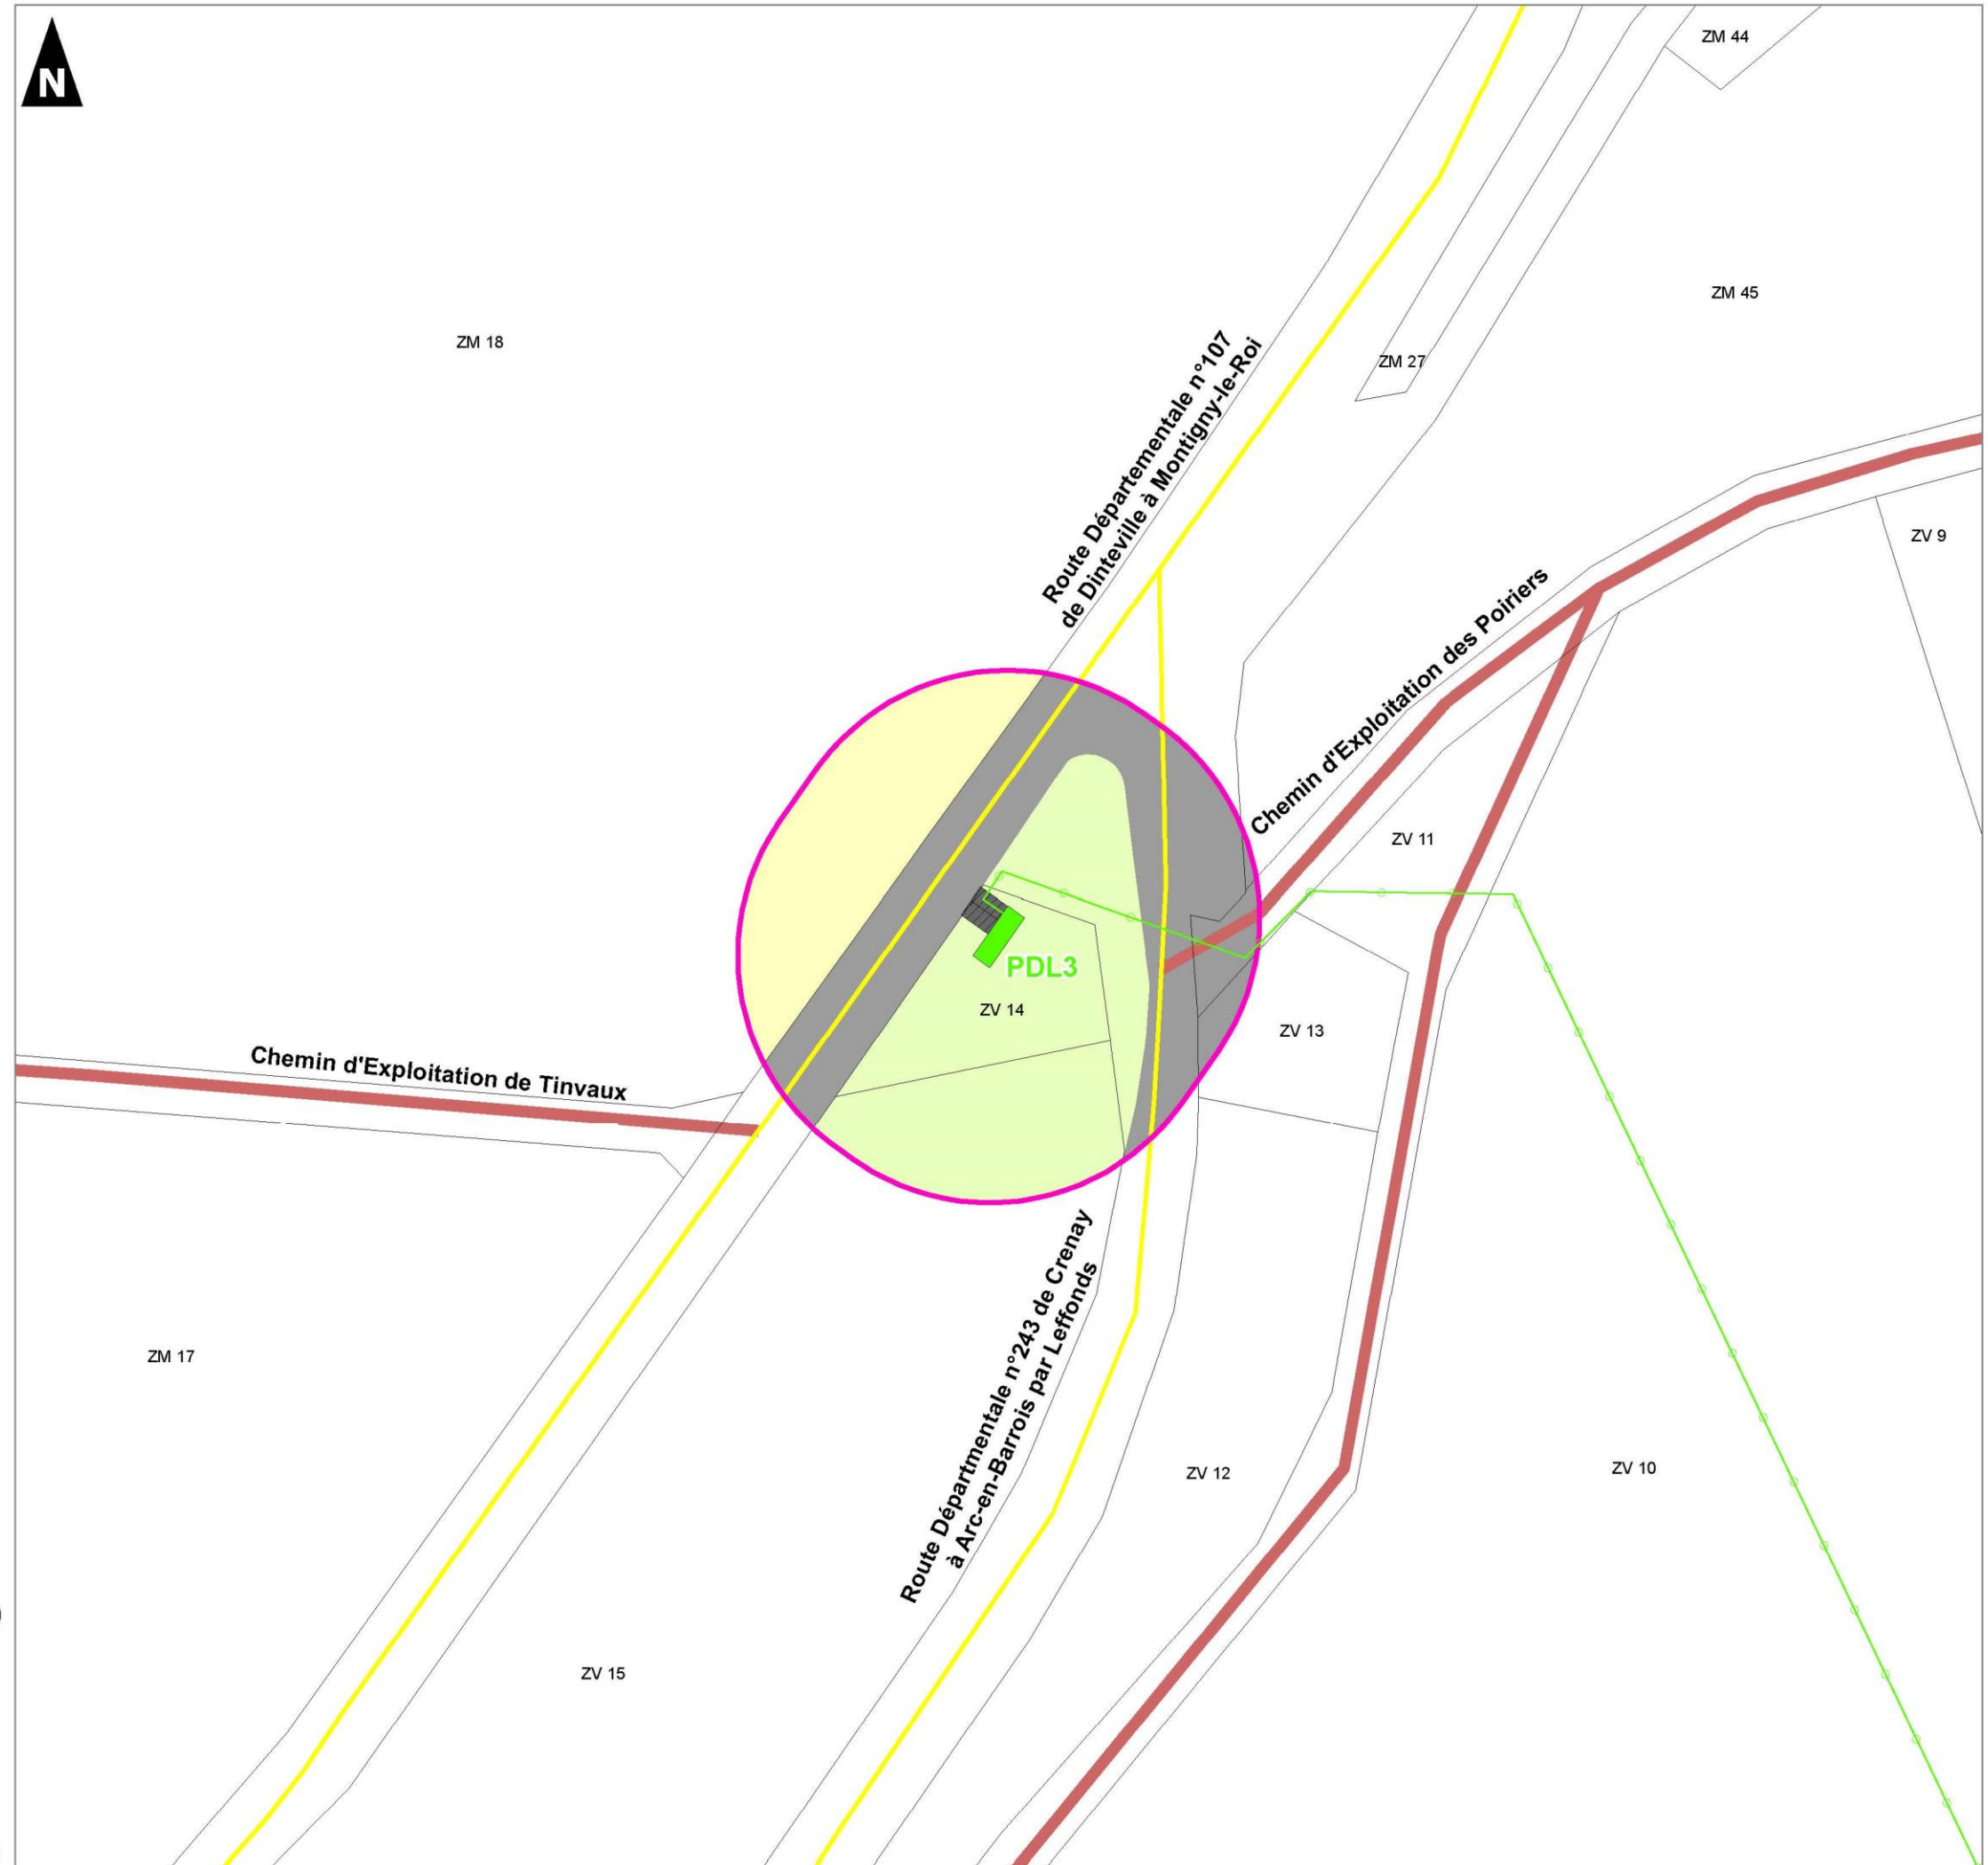 N
ZM 44
ZM 45
ZM 18
ZM 27
Route Départementale n°107
de Dinteville à Montigny-le-Roi
ZV 9
Chemin d'Exploitation des Poiriers
ZV 11
PDL3
ZV 14
ZV 13
Chemin d'Exploitation de Tinvaux
Route Départmentale n°243 de Crenay
à Arc-en-Barrois par Leffonds
ZM 17
ZV 12
ZV 10
ZV 15